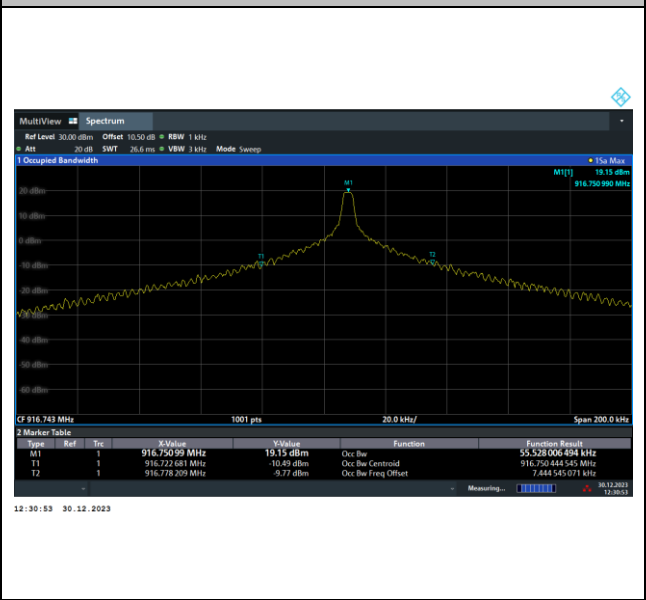 MultiView Spectrum
Ref Level 30.00 dBm Offset 10.50 dB RBW 1 kHz
Att 20 dB SWT 26.6 ms VBW 3 kHz Mode Sweep
1 Occupied Bandwidth 1Sa Max
M1[1] 19.15 dBm
916.750 990 MHz
M1
20 dBm
10 dBm
0 dBm
T1
T2
-10 dBm
-20 dBm
-30 dBm
-40 dBm
-50 dBm
-60 dBm
CF 916.743 MHz 1001 pts 20.0 kHz/ Span 200.0 kHz
2 Marker Table
Type Ref Trc X-Value Y-Value Function Function Result
M1 1 916.750 99 MHz 19.15 dBm Occ Bw 55.528 006 494 kHz
T1 1 916.722 681 MHz -10.49 dBm Occ Bw Centroid 916.750 444 545 MHz
T2 1 916.778 209 MHz -9.77 dBm Occ Bw Freq Offset 7.444 545 071 kHz
Measuring... 30.12.2023
12:30:53
12:30:53 30.12.2023